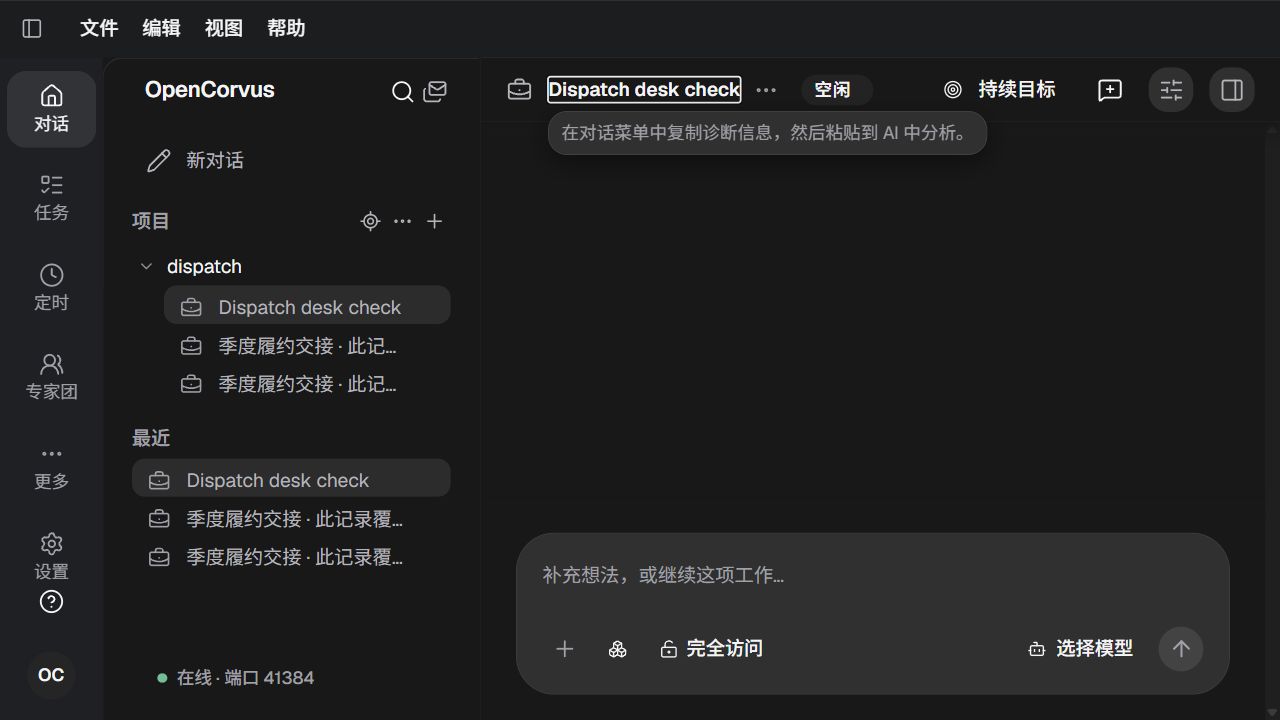 文件 编辑 视图 帮助
对话
任务
定时
专家团
更多
设置
OC
OpenCorvus
新对话
项目
dispatch
Dispatch desk check
季度履约交接 · 此记...
季度履约交接 · 此记...
最近
Dispatch desk check
季度履约交接 · 此记录覆...
季度履约交接 · 此记录覆...
在线 · 端口 41384
Dispatch desk check 空闲 持续目标
在对话菜单中复制诊断信息，然后粘贴到 AI 中分析。
补充想法，或继续这项工作...
完全访问 选择模型